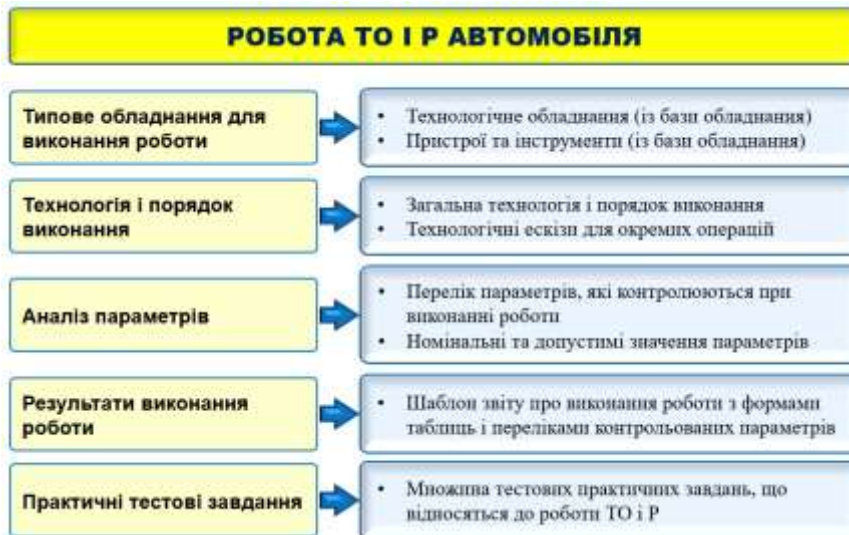 РОБОТА ТО І Р АВТОМОБІЛЯ
Типове обладнання для
виконання роботи
• Технологічне обладнання (із бази обладнання)
• Пристрої та інструменти (із бази обладнання)
Технологія і порядок
виконання
• Загальна технологія і порядок виконання
• Технологічні ескізи для окремих операцій
Аналіз параметрів
• Перелік параметрів, які контролюються при
виконанні роботи
• Номінальні та допустимі значення параметрів
Результати виконання
роботи
• Шаблон звіту про виконання роботи з формами
таблиць і переліками контрольованих параметрів
Практичні тестові завдання
• Множина тестових практичних завдань, що
відносяться до роботи ТО і Р